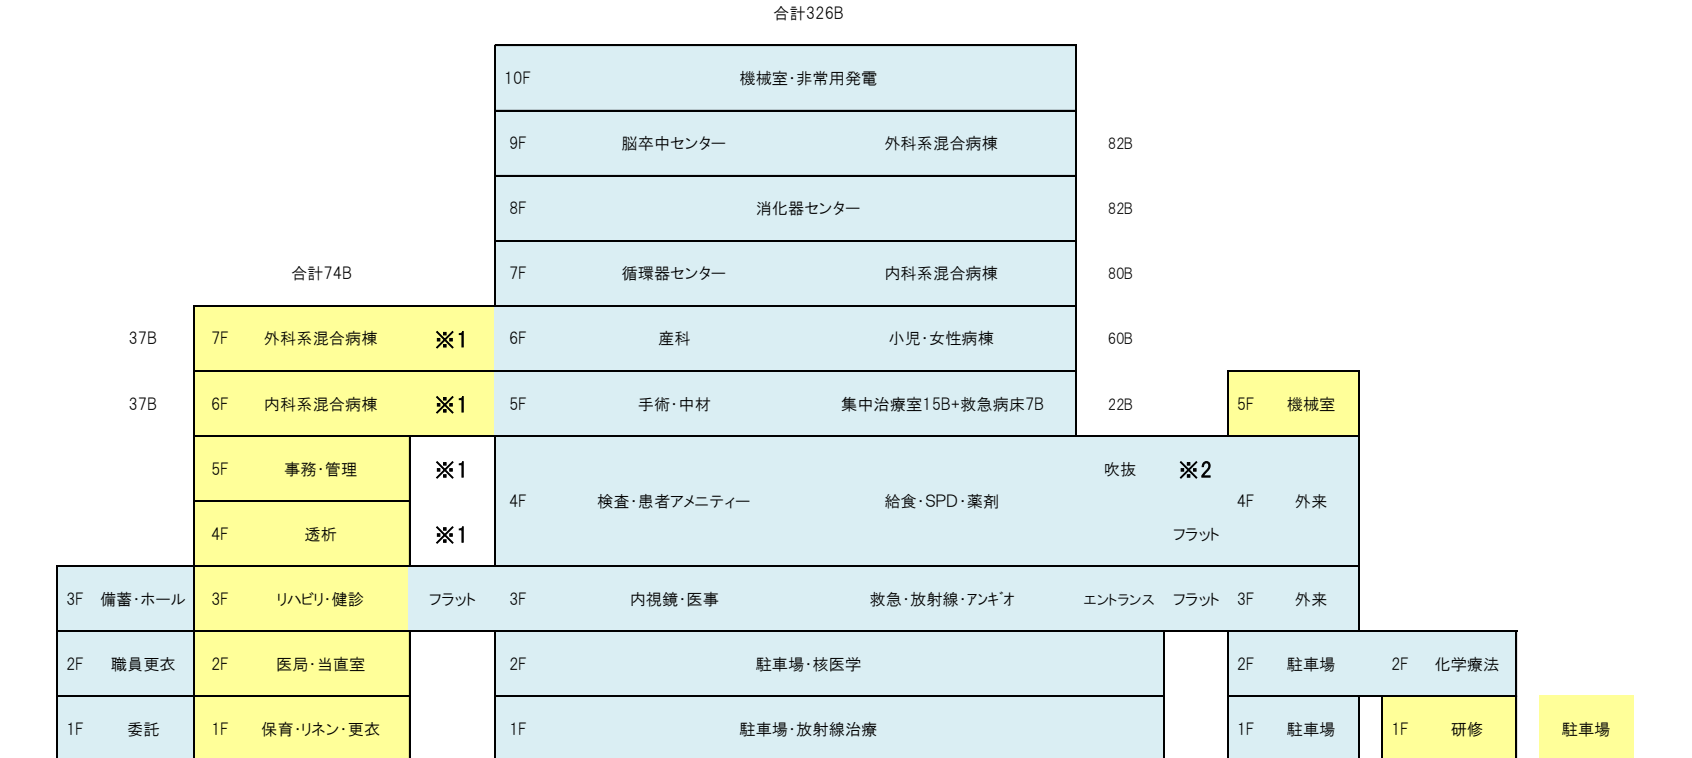 合計326B
10F 機械室・非常用発電
9F 脳卒中センター 外科系混合病棟 82B
8F 消化器センター 82B
合計74B 7F 循環器センター 内科系混合病棟 80B
37B 7F 外科系混合病棟 ※1 6F 産科 小児・女性病棟 60B
37B 6F 内科系混合病棟 ※1 5F 手術・中材 集中治療室15B+救急病床7B 22B 5F 機械室
5F 事務・管理 ※1 吹抜 ※2
4F 検査・患者アメニティー 給食・SPD・薬剤 4F 外来
4F 透析 ※1 フラット
3F 備蓄・ホール 3F リハビリ・健診 フラット 3F 内視鏡・医事 救急・放射線・アンギオ エントランス フラット 3F 外来
2F 職員更衣 2F 医局・当直室 2F 駐車場・核医学 2F 駐車場 2F 化学療法
1F 委託 1F 保育・リネン・更衣 1F 駐車場・放射線治療 1F 駐車場 1F 研修 駐車場